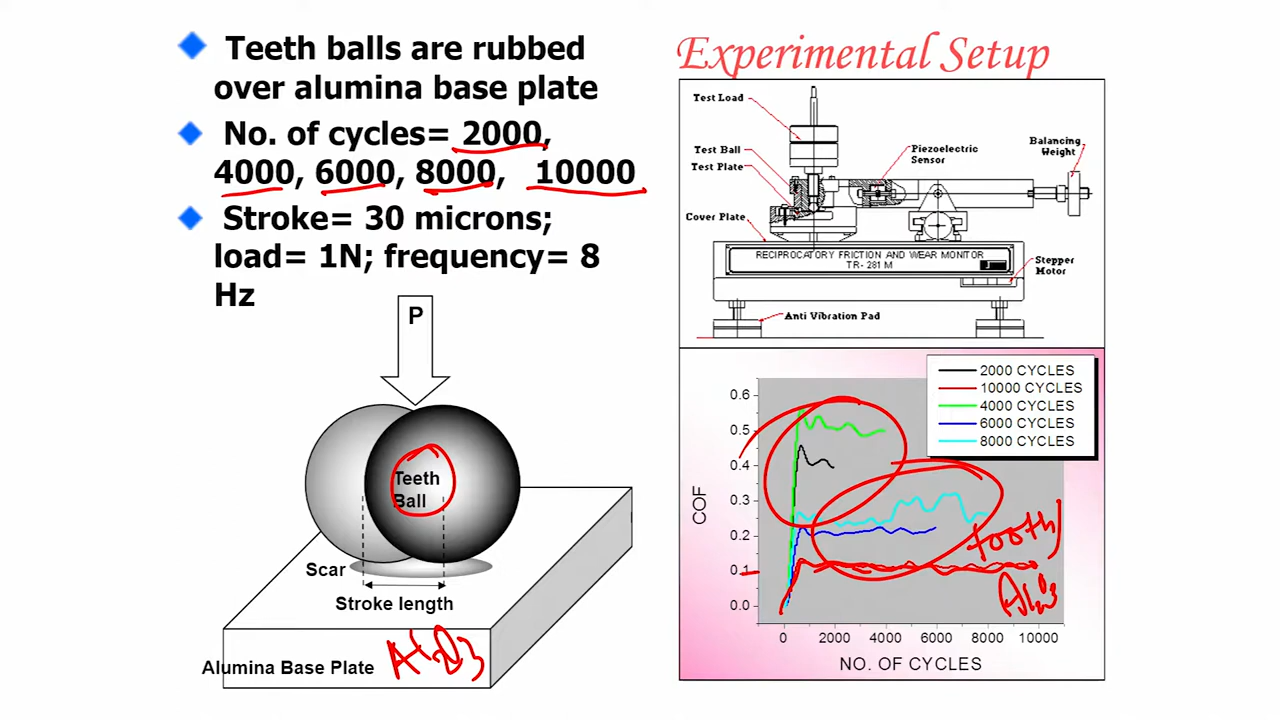 Teeth balls are rubbed
over alumina base plate
No. of cycles= 2000,
4000, 6000, 8000, 10000
Stroke= 30 microns;
load= 1N; frequency= 8
Hz
P
Teeth
Ball
Scar
Stroke length
Alumina Base Plate
Al2O3
Experimental Setup
Test Load
Test Ball
Test Plate
Piezoelectric
Sensor
Balancing
Weight
Cover Plate
RECIPROCATORY FRICTION AND WEAR MONITOR
TR- 281 M
Stepper
Motor
Anti Vibration Pad
2000 CYCLES
10000 CYCLES
4000 CYCLES
6000 CYCLES
8000 CYCLES
COF
0.6
0.5
0.4
0.3
0.2
0.1
0.0
tooth/
Al2O3
0 2000 4000 6000 8000 10000
NO. OF CYCLES